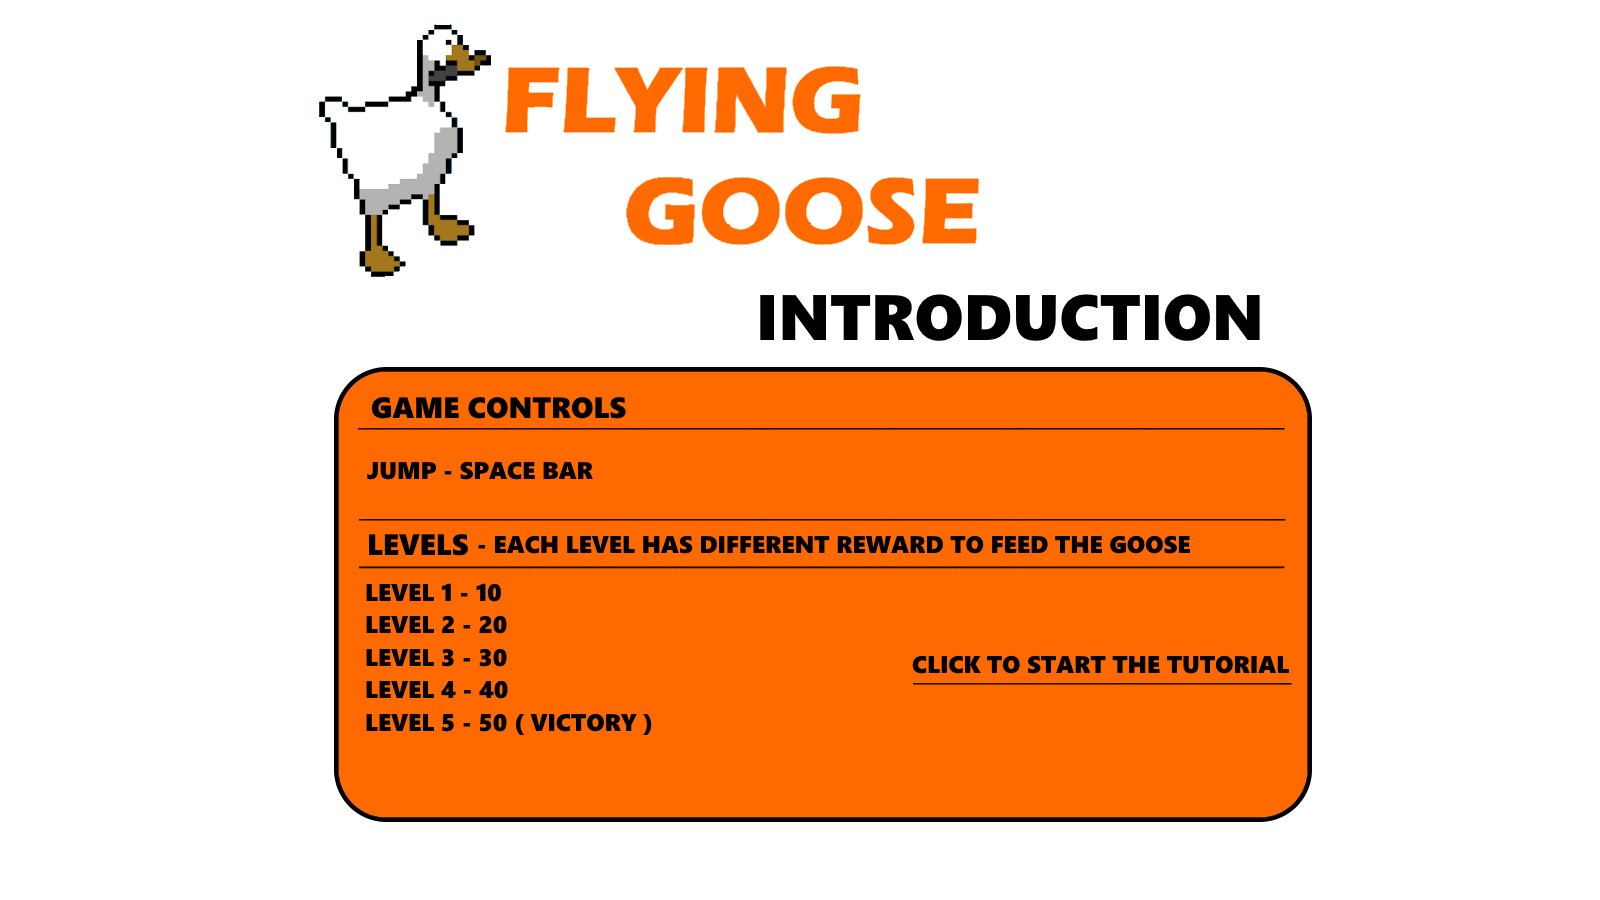 FLYING
GOOSE
INTRODUCTION
GAME CONTROLS
JUMP - SPACE BAR
LEVELS - EACH LEVEL HAS DIFFERENT REWARD TO FEED THE GOOSE
LEVEL 1 - 10
LEVEL 2 - 20
LEVEL 3 - 30
LEVEL 4 - 40
LEVEL 5 - 50 ( VICTORY )
CLICK TO START THE TUTORIAL